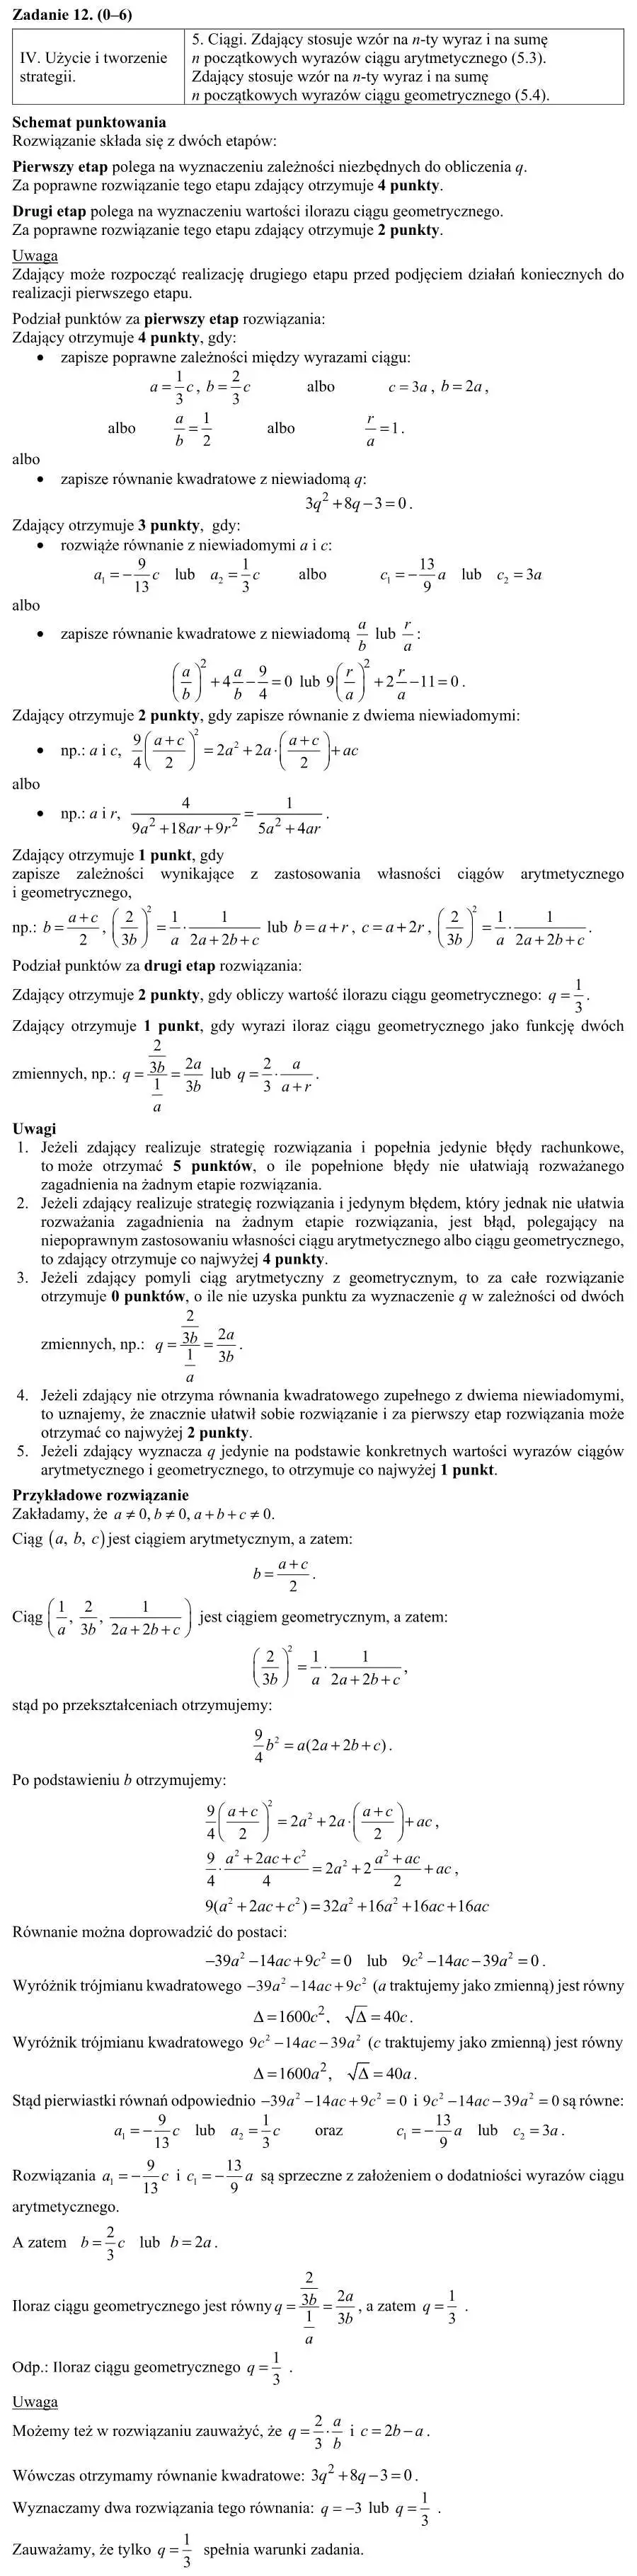 Zadanie 12. (0–6)
IV. Użycie i tworzenie strategii.
5. Ciągi. Zdający stosuje wzór na n-ty wyraz i na sumę
n początkowych wyrazów ciągu arytmetycznego (5.3).
Zdający stosuje wzór na n-ty wyraz i na sumę
n początkowych wyrazów ciągu geometrycznego (5.4).
Schemat punktowania
Rozwiązanie składa się z dwóch etapów:
Pierwszy etap polega na wyznaczeniu zależności niezbędnych do obliczenia q.
Za poprawne rozwiązanie tego etapu zdający otrzymuje 4 punkty.
Drugi etap polega na wyznaczeniu wartości ilorazu ciągu geometrycznego.
Za poprawne rozwiązanie tego etapu zdający otrzymuje 2 punkty.
Uwaga
Zdający może rozpocząć realizację drugiego etapu przed podjęciem działań koniecznych do
realizacji pierwszego etapu.
Podział punktów za pierwszy etap rozwiązania:
Zdający otrzymuje 4 punkty, gdy:
• zapisze poprawne zależności między wyrazami ciągu:
a = 1/3 c, b = 2/3 c albo c = 3a, b = 2a,
albo a/b = 1/2 albo r/a = 1.
albo
• zapisze równanie kwadratowe z niewiadomą q:
3q² + 8q − 3 = 0.
Zdający otrzymuje 3 punkty, gdy:
• rozwiąże równanie z niewiadomymi a i c:
a₁ = −9/13 c lub a₂ = 1/3 c albo c₁ = −13/9 a lub c₂ = 3a
albo
• zapisze równanie kwadratowe z niewiadomą a/b lub r/a:
(a/b)² + 4 a/b − 9/4 = 0 lub 9(r/a)² + 2 r/a − 11 = 0.
Zdający otrzymuje 2 punkty, gdy zapisze równanie z dwiema niewiadomymi:
• np.: a i c, 9/4 ((a+c)/2)² = 2a² + 2a·((a+c)/2) + ac
albo
• np.: a i r, 4/(9a² + 18ar + 9r²) = 1/(5a² + 4ar).
Zdający otrzymuje 1 punkt, gdy
zapisze zależności wynikające z zastosowania własności ciągów arytmetycznego
i geometrycznego,
np.: b = (a+c)/2, (2/3b)² = 1/a · 1/(2a+2b+c) lub b = a + r, c = a + 2r, (2/3b)² = 1/a · 1/(2a+2b+c).
Podział punktów za drugi etap rozwiązania:
Zdający otrzymuje 2 punkty, gdy obliczy wartość ilorazu ciągu geometrycznego: q = 1/3.
Zdający otrzymuje 1 punkt, gdy wyrazi iloraz ciągu geometrycznego jako funkcję dwóch
zmiennych, np.: q = (2/3b)/(1/a) = 2a/3b lub q = 2/3 · a/(a+r).
Uwagi
1. Jeżeli zdający realizuje strategię rozwiązania i popełnia jedynie błędy rachunkowe,
to może otrzymać 5 punktów, o ile popełnione błędy nie ułatwiają rozważanego
zagadnienia na żadnym etapie rozwiązania.
2. Jeżeli zdający realizuje strategię rozwiązania i jedynym błędem, który jednak nie ułatwia
rozważania zagadnienia na żadnym etapie rozwiązania, jest błąd, polegający na
niepoprawnym zastosowaniu własności ciągu arytmetycznego albo ciągu geometrycznego,
to zdający otrzymuje co najwyżej 4 punkty.
3. Jeżeli zdający pomyli ciąg arytmetyczny z geometrycznym, to za całe rozwiązanie
otrzymuje 0 punktów, o ile nie uzyska punktu za wyznaczenie q w zależności od dwóch
zmiennych, np.: q = (2/3b)/(1/a) = 2a/3b.
4. Jeżeli zdający nie otrzyma równania kwadratowego zupełnego z dwiema niewiadomymi,
to uznajemy, że znacznie ułatwił sobie rozwiązanie i za pierwszy etap rozwiązania może
otrzymać co najwyżej 2 punkty.
5. Jeżeli zdający wyznacza q jedynie na podstawie konkretnych wartości wyrazów ciągów
arytmetycznego i geometrycznego, to otrzymuje co najwyżej 1 punkt.
Przykładowe rozwiązanie
Zakładamy, że a ≠ 0, b ≠ 0, a + b + c ≠ 0.
Ciąg (a, b, c) jest ciągiem arytmetycznym, a zatem:
b = (a+c)/2.
Ciąg (1/a, 2/3b, 1/(2a+2b+c)) jest ciągiem geometrycznym, a zatem:
(2/3b)² = 1/a · 1/(2a+2b+c),
stąd po przekształceniach otrzymujemy:
9/4 b² = a(2a + 2b + c).
Po podstawieniu b otrzymujemy:
9/4 ((a+c)/2)² = 2a² + 2a·((a+c)/2) + ac,
9/4 · (a² + 2ac + c²)/4 = 2a² + 2 (a² + ac)/2 + ac,
9(a² + 2ac + c²) = 32a² + 16a² + 16ac + 16ac
Równanie można doprowadzić do postaci:
−39a² − 14ac + 9c² = 0 lub 9c² − 14ac − 39a² = 0.
Wyróżnik trójmianu kwadratowego −39a² − 14ac + 9c² (a traktujemy jako zmienną) jest równy
Δ = 1600c², √Δ = 40c.
Wyróżnik trójmianu kwadratowego 9c² − 14ac − 39a² (c traktujemy jako zmienną) jest równy
Δ = 1600a², √Δ = 40a.
Stąd pierwiastki równań odpowiednio −39a² − 14ac + 9c² = 0 i 9c² − 14ac − 39a² = 0 są równe:
a₁ = −9/13 c lub a₂ = 1/3 c oraz c₁ = −13/9 a lub c₂ = 3a.
Rozwiązania a₁ = −9/13 c i c₁ = −13/9 a są sprzeczne z założeniem o dodatniości wyrazów ciągu
arytmetycznego.
A zatem b = 2/3 c lub b = 2a.
Iloraz ciągu geometrycznego jest równy q = (2/3b)/(1/a) = 2a/3b, a zatem q = 1/3.
Odp.: Iloraz ciągu geometrycznego q = 1/3.
Uwaga
Możemy też w rozwiązaniu zauważyć, że q = 2/3 · a/b i c = 2b − a.
Wówczas otrzymamy równanie kwadratowe: 3q² + 8q − 3 = 0.
Wyznaczamy dwa rozwiązania tego równania: q = −3 lub q = 1/3.
Zauważamy, że tylko q = 1/3 spełnia warunki zadania.